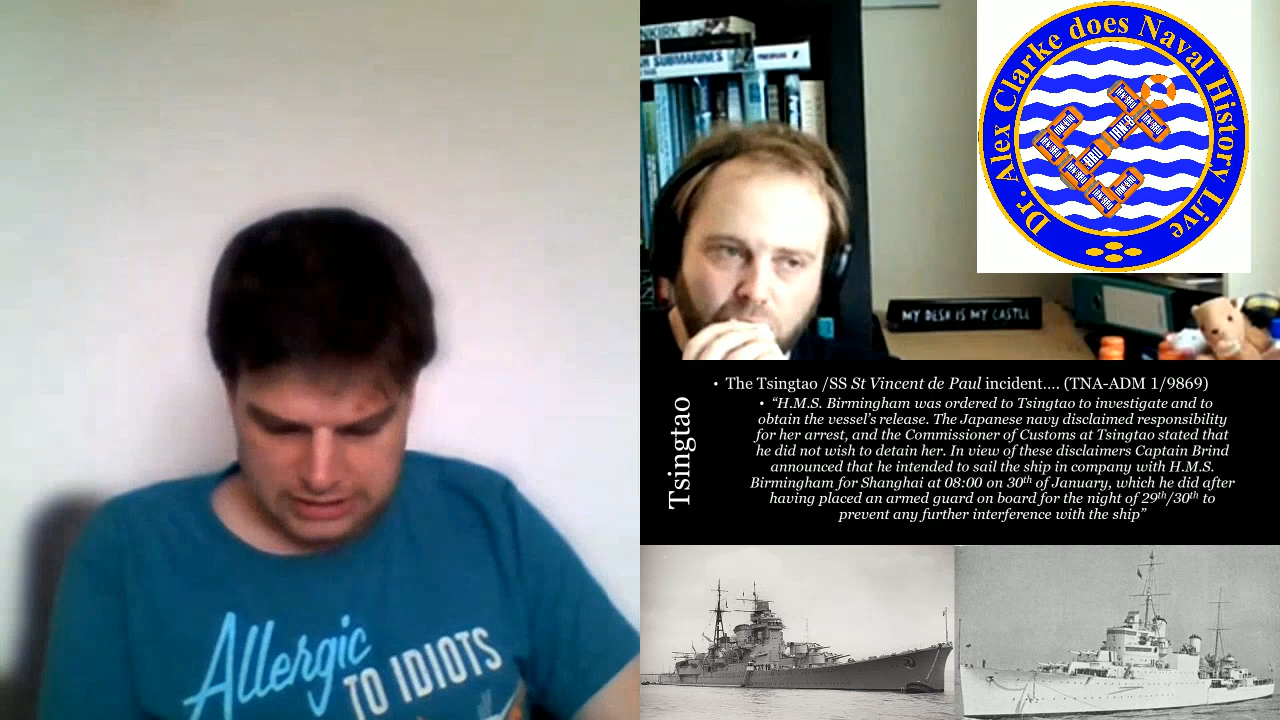 Allergic
TO IDIOTS
SUBMARINES
MY DESK IS MY CASTLE
Dr. Alex Clarke does Naval History Live
Tsingtao
• The Tsingtao /SS St Vincent de Paul incident…. (TNA-ADM 1/9869)
• “H.M.S. Birmingham was ordered to Tsingtao to investigate and to
obtain the vessel’s release. The Japanese navy disclaimed responsibility
for her arrest, and the Commissioner of Customs at Tsingtao stated that
he did not wish to detain her. In view of these disclaimers Captain Brind
announced that he intended to sail the ship in company with H.M.S.
Birmingham for Shanghai at 08:00 on 30th of January, which he did after
having placed an armed guard on board for the night of 29th/30th to
prevent any further interference with the ship”